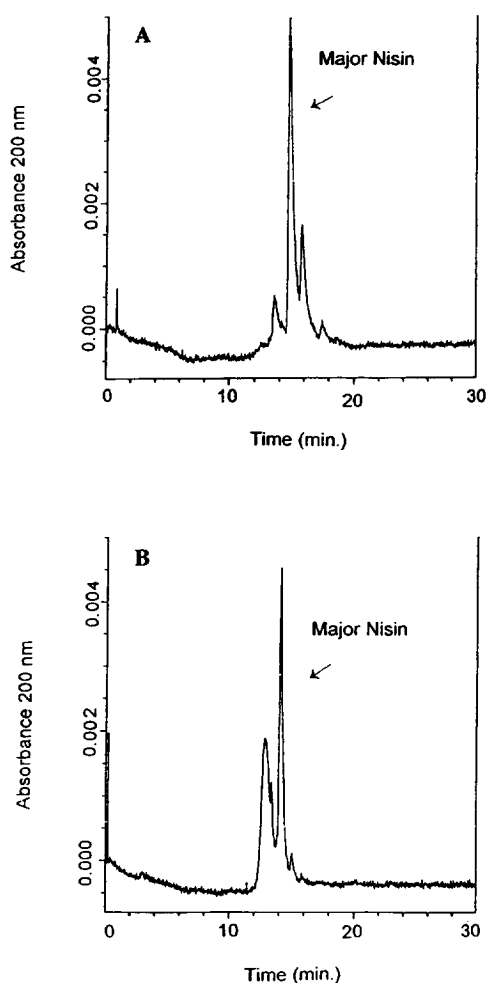 A
Major Nisin
Absorbance 200 nm
0.004
0.002
0.000
0 10 20 30
Time (min.)
B
Major Nisin
Absorbance 200 nm
0.004
0.002
0.000
0 10 20 30
Time (min.)